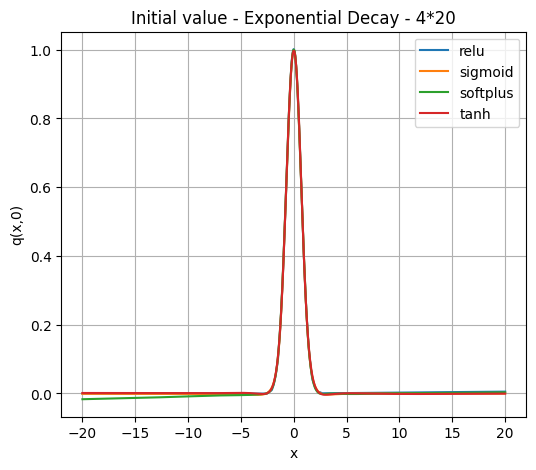 Initial value - Exponential Decay - 4*20
relu
sigmoid
softplus
tanh
q(x,0)
1.0
0.8
0.6
0.4
0.2
0.0
−20
−15
−10
−5
0
5
10
15
20
x